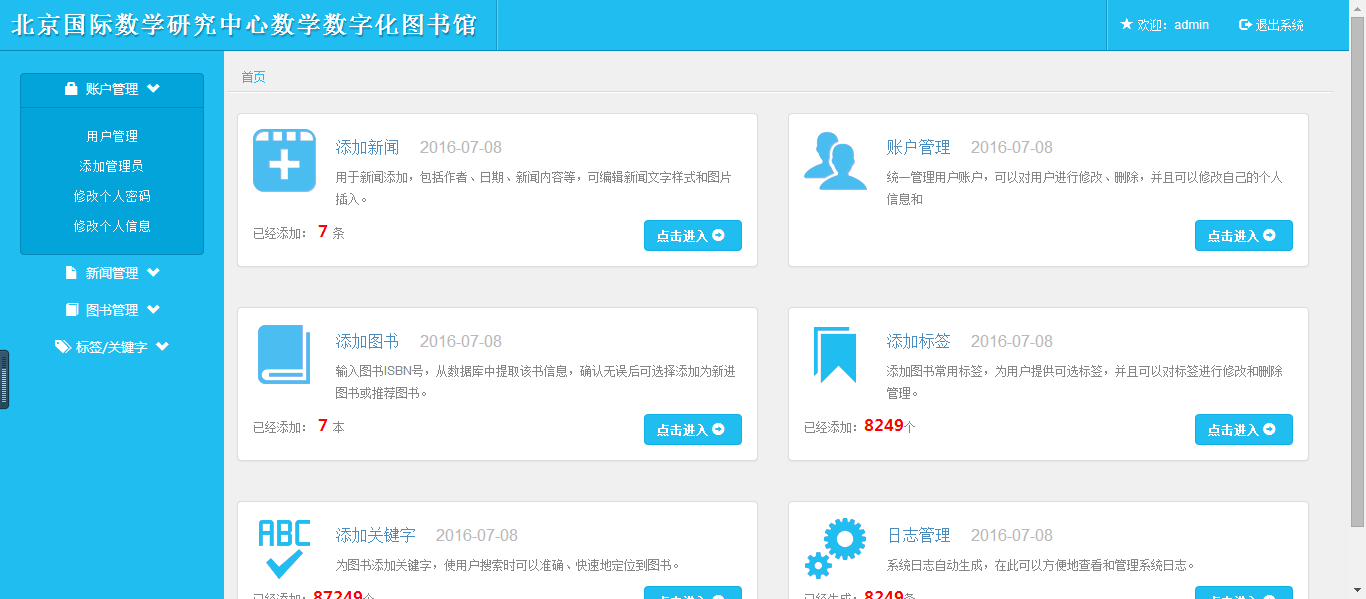 北京国际数学研究中心数学数字化图书馆
欢迎：admin
退出系统
账户管理
用户管理
添加管理员
修改个人密码
修改个人信息
新闻管理
图书管理
标签/关键字
首页
添加新闻 2016-07-08
用于新闻添加，包括作者、日期、新闻内容等，可编辑新闻文字样式和图片
插入。
已经添加： 7 条
点击进入
账户管理 2016-07-08
统一管理用户账户，可以对用户进行修改、删除，并且可以修改自己的个人
信息和
点击进入
添加图书 2016-07-08
输入图书ISBN号，从数据库中提取该书信息，确认无误后可选择添加为新进
图书或推荐图书。
已经添加： 7 本
点击进入
添加标签 2016-07-08
添加图书常用标签，为用户提供可选标签，并且可以对标签进行修改和删除
管理。
已经添加：8249个
点击进入
ABC
添加关键字 2016-07-08
为图书添加关键字，使用户搜索时可以准确、快速地定位到图书。
已经添加：87249个
点击进入
日志管理 2016-07-08
系统日志自动生成，在此可以方便地查看和管理系统日志。
已经生成：8249条
点击进入